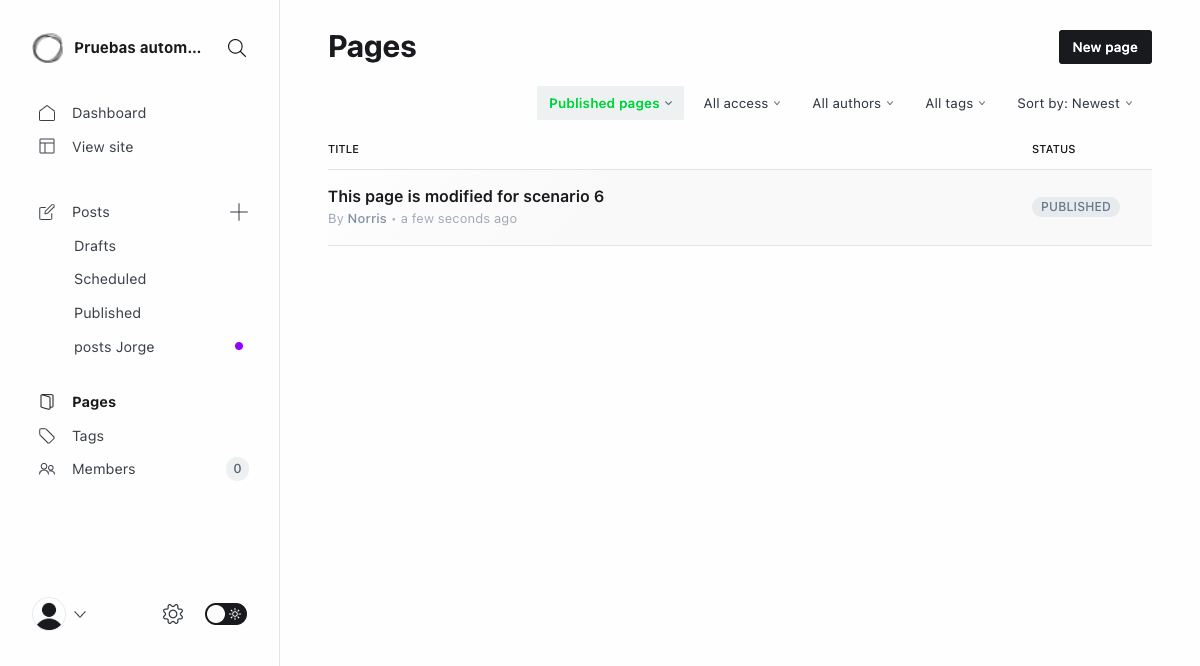 Pruebas autom...
Dashboard
View site
Posts
Drafts
Scheduled
Published
posts Jorge
Pages
Tags
Members
0
Pages
New page
Published pages
All access
All authors
All tags
Sort by: Newest
TITLE
STATUS
This page is modified for scenario 6
By Norris • a few seconds ago
PUBLISHED